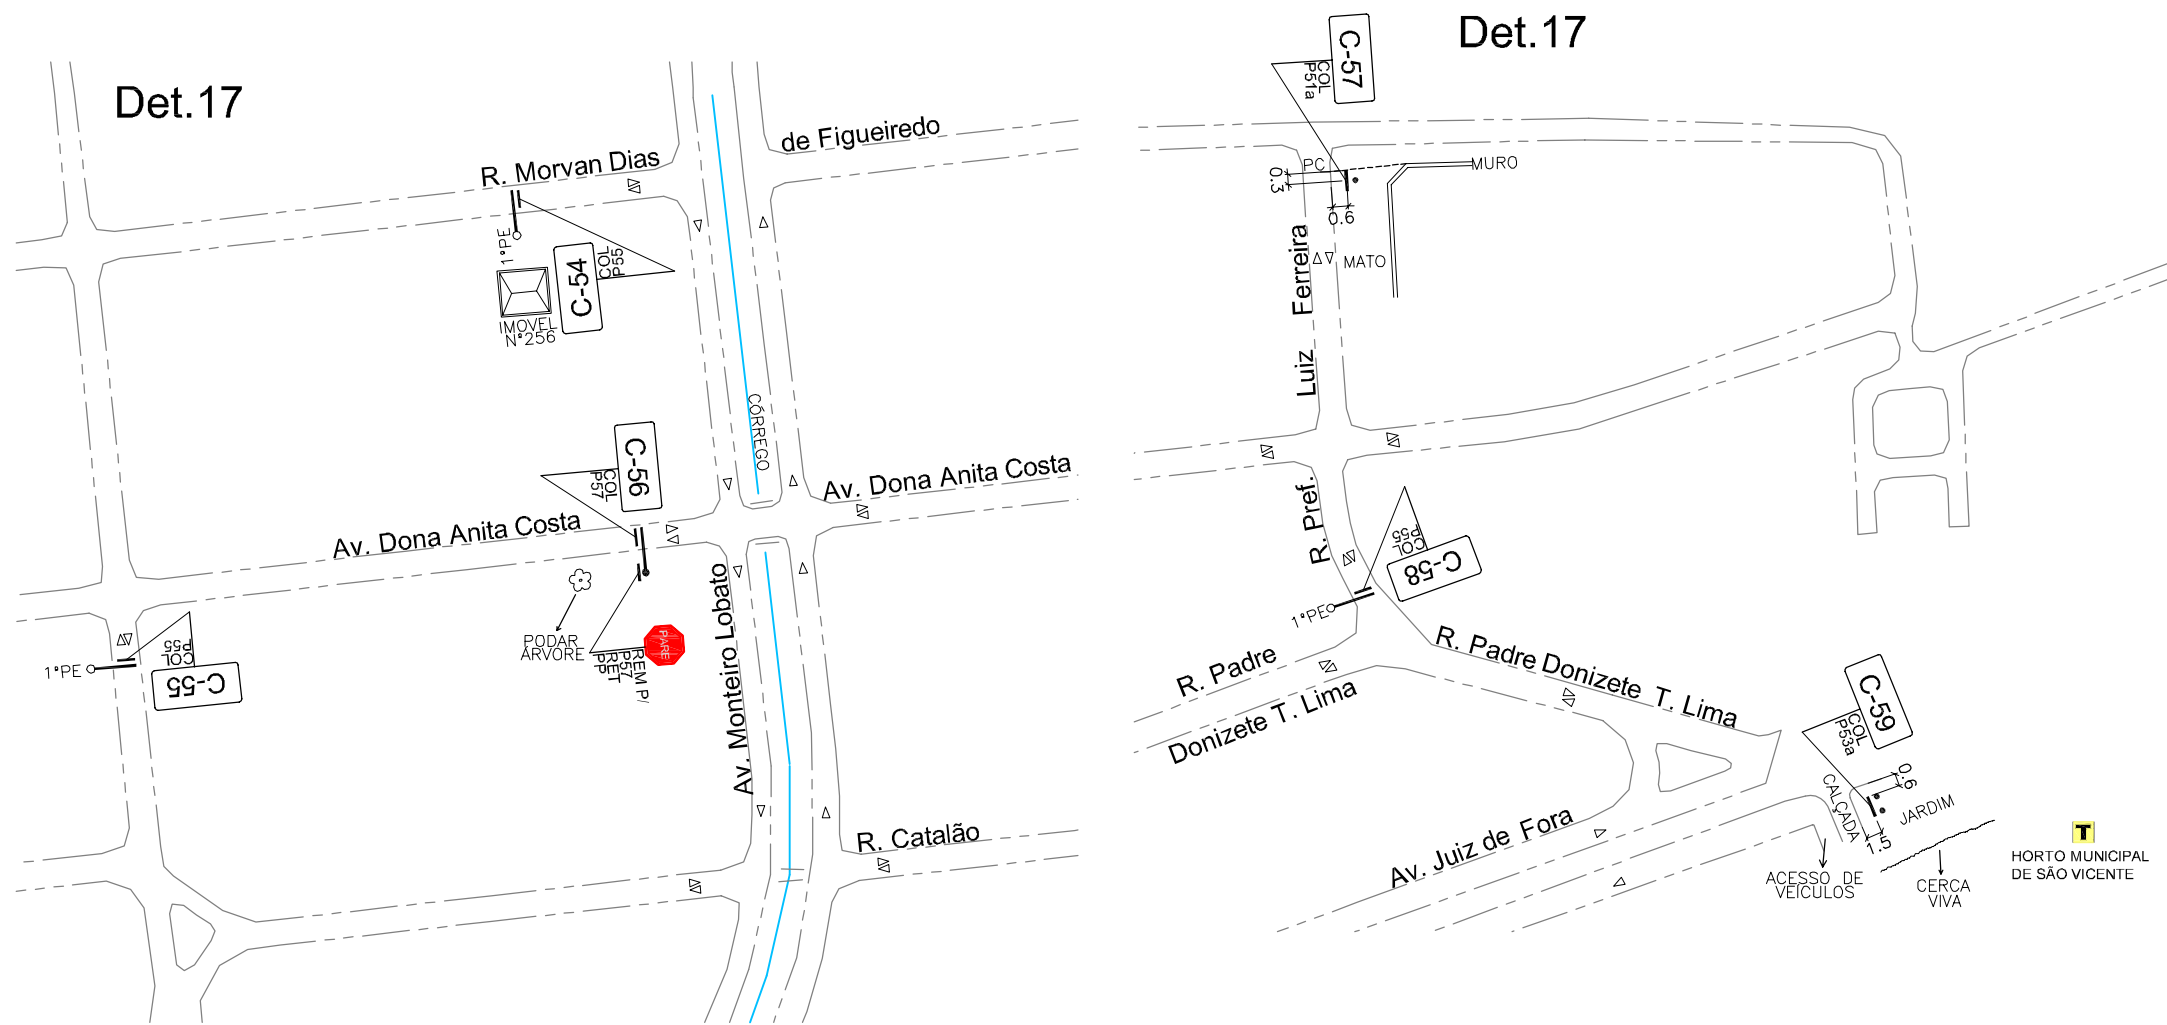 Det.17
R. Morvan Dias
de Figueiredo
1°PE
C-54
COL
P55
IMOVEL
N°256
CÓRREGO
C-56
COL
P57
Av. Dona Anita Costa
Av. Dona Anita Costa
PODAR
ÁRVORE
PARE
REM P/
P57
RET
PP
1°PE
COL
P55
C-55
Av. Monteiro Lobato
R. Catalão
Det.17
C-57
COL
P51a
PC
MURO
0.3
0.6
MATO
R. Pref. Luiz Ferreira
C-58
COL
P55
1°PE
R. Padre
Donizete T. Lima
R. Padre Donizete T. Lima
C-59
COL
P53a
0.6
CALÇADA
JARDIM
1.5
Av. Juiz de Fora
ACESSO DE
VEÍCULOS
CERCA
VIVA
T
HORTO MUNICIPAL
DE SÃO VICENTE